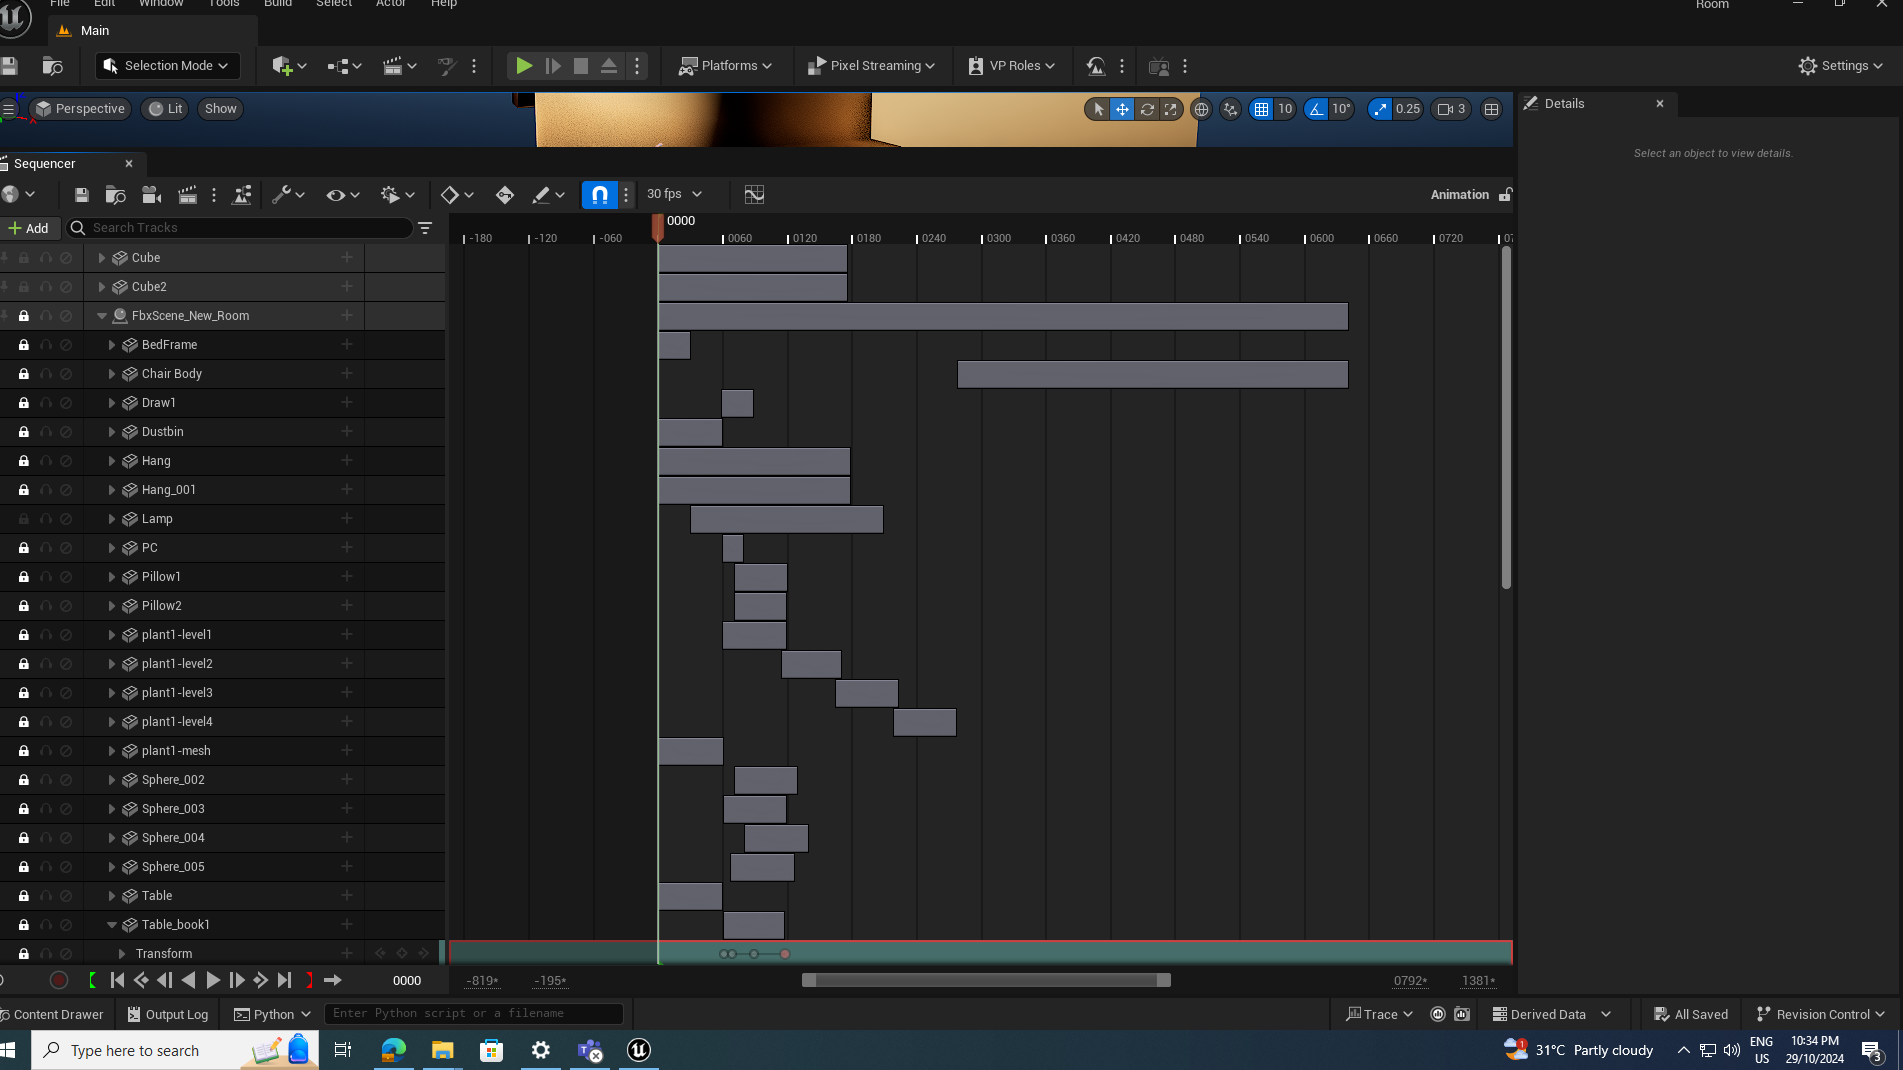 File Edit Window Tools Build Select Actor Help
Room
Main
Selection Mode
Platforms
Pixel Streaming
VP Roles
Settings
Perspective
Lit
Show
10
10°
0.25
3
Details
Select an object to view details.
Sequencer
30 fps
Animation
Add
Search Tracks
0000
-180 -120 -060 0060 0120 0180 0240 0300 0360 0420 0480 0540 0600 0660 0720
Cube
Cube2
FbxScene_New_Room
BedFrame
Chair Body
Draw1
Dustbin
Hang
Hang_001
Lamp
PC
Pillow1
Pillow2
plant1-level1
plant1-level2
plant1-level3
plant1-level4
plant1-mesh
Sphere_002
Sphere_003
Sphere_004
Sphere_005
Table
Table_book1
Transform
0000
-819*
-195*
0792*
1381*
Content Drawer
Output Log
Python
Enter Python script or a filename
Trace
Derived Data
All Saved
Revision Control
Type here to search
1
31°C Partly cloudy
ENG
US
10:34 PM
29/10/2024
3